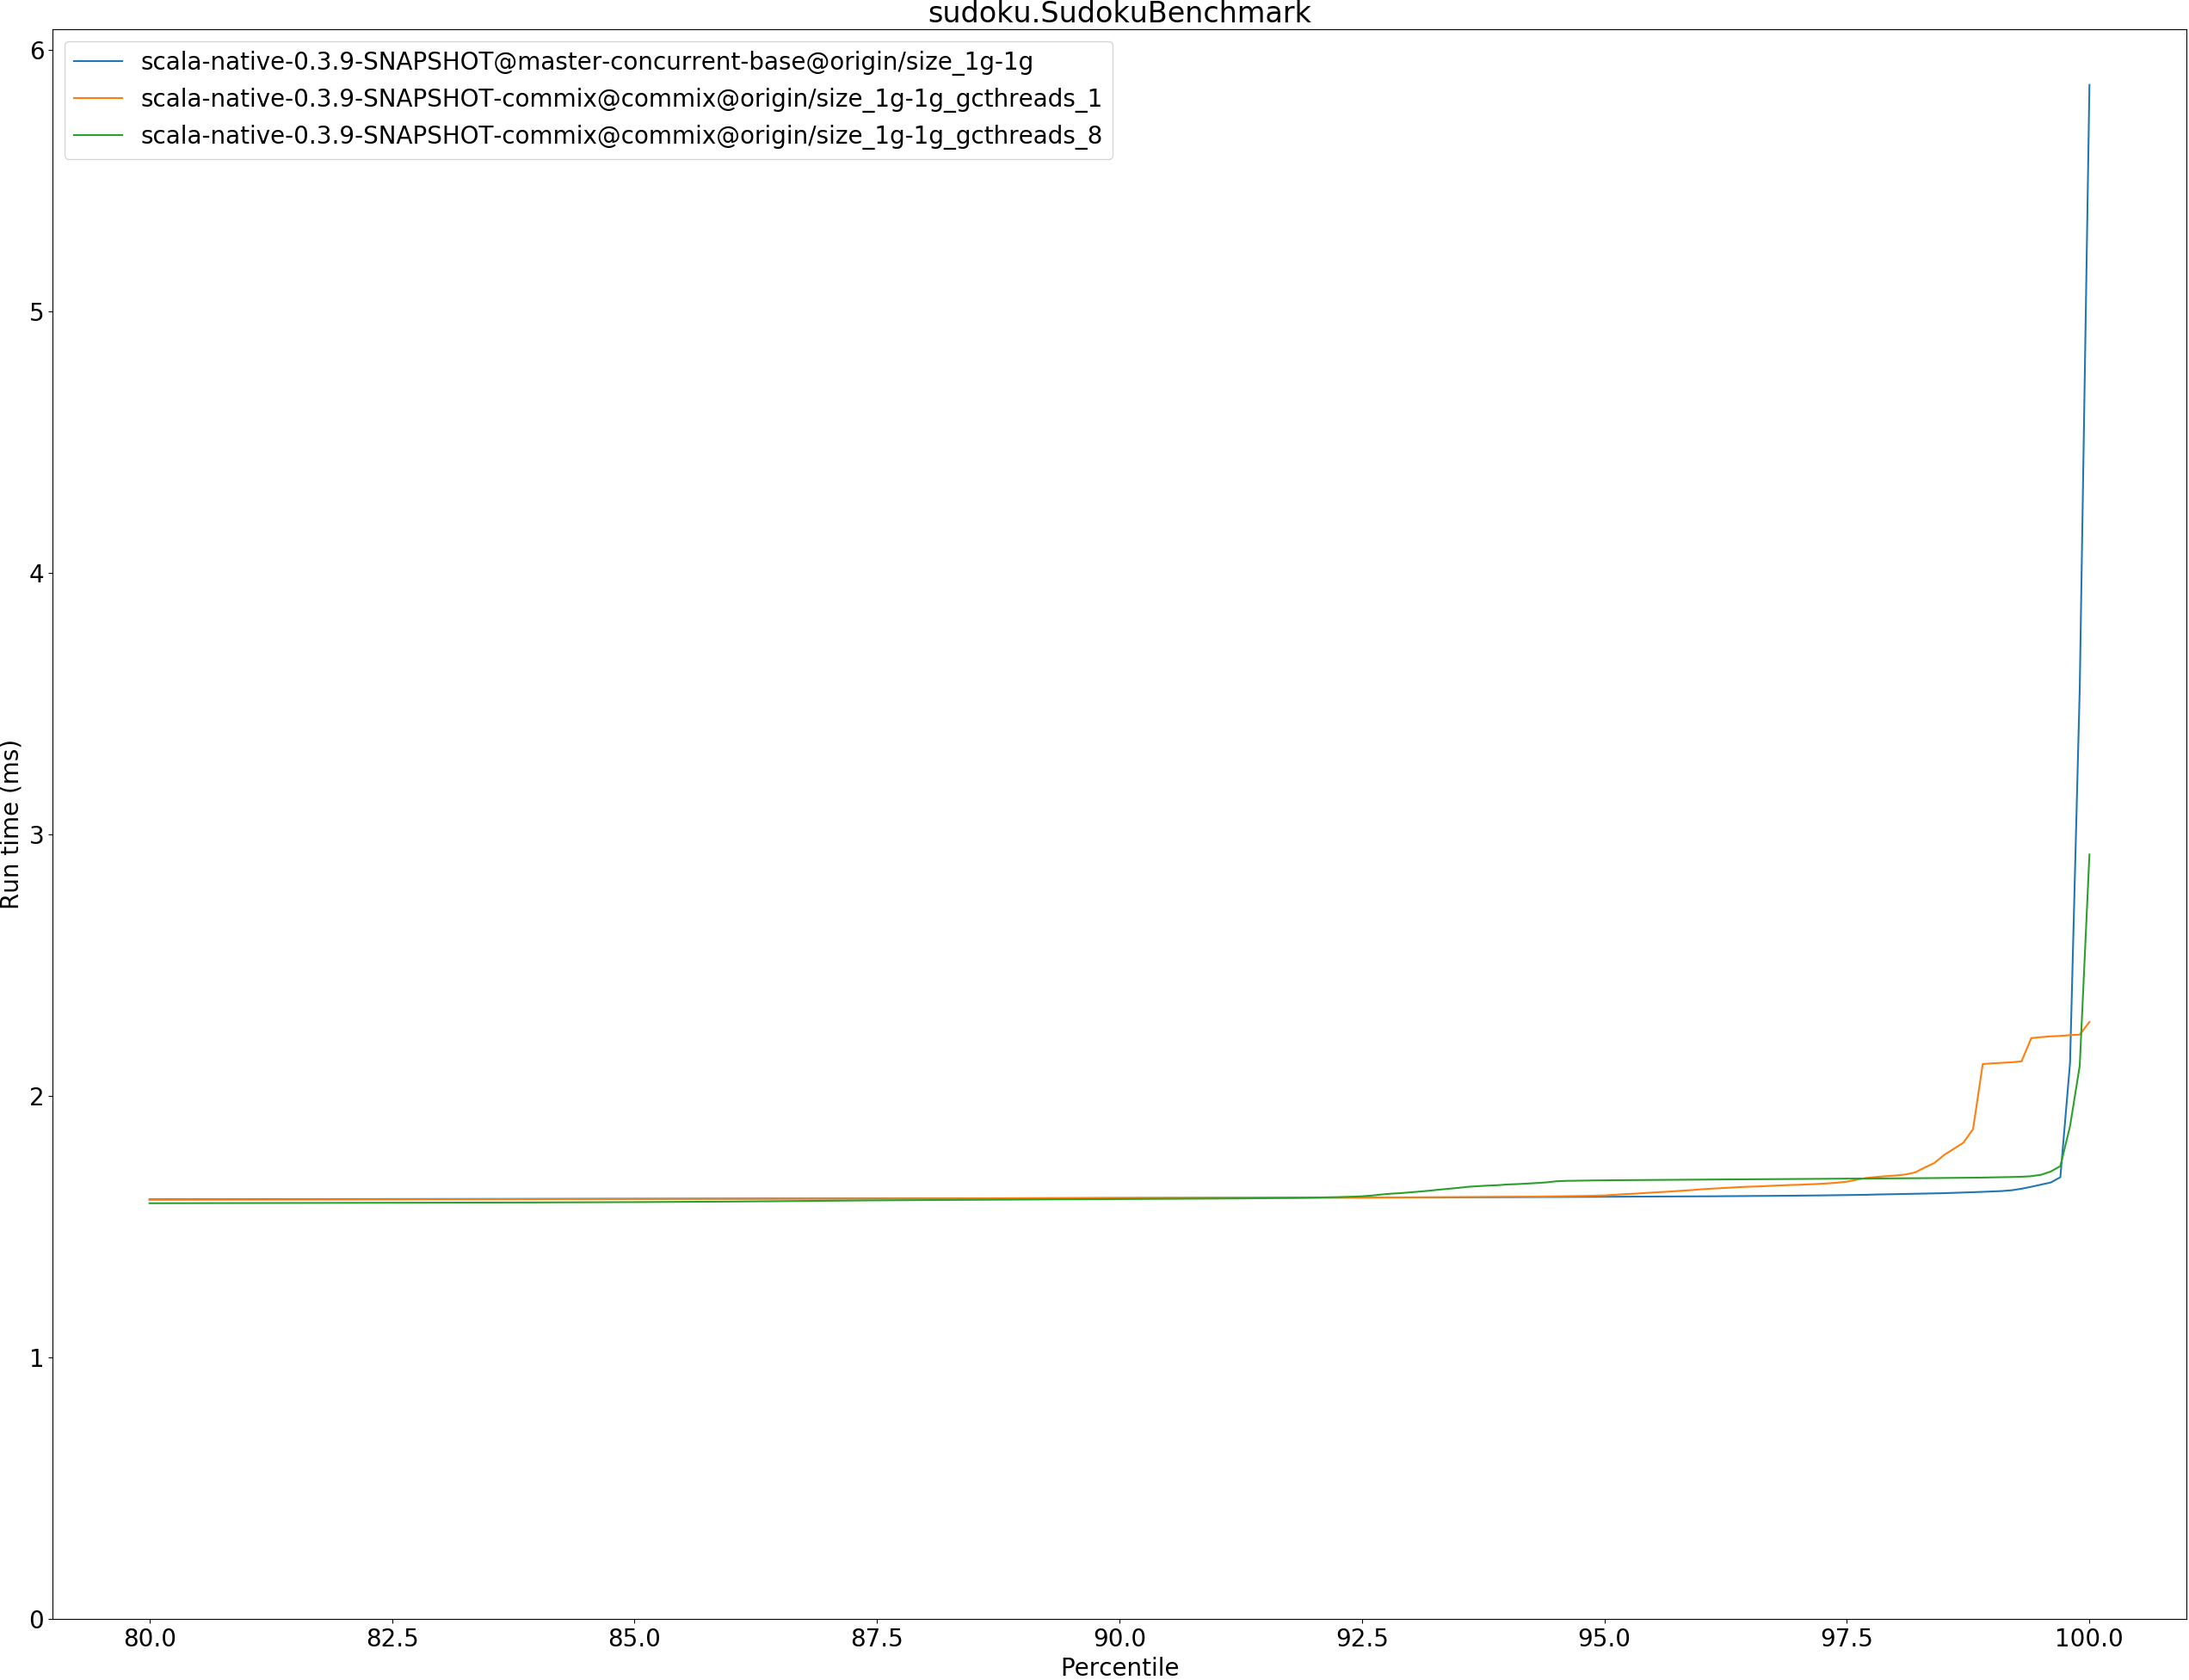 sudoku.SudokuBenchmark
scala-native-0.3.9-SNAPSHOT@master-concurrent-base@origin/size_1g-1g
scala-native-0.3.9-SNAPSHOT-commix@commix@origin/size_1g-1g_gcthreads_1
scala-native-0.3.9-SNAPSHOT-commix@commix@origin/size_1g-1g_gcthreads_8
Run time (ms)
6
5
4
3
2
1
0
80.0 82.5 85.0 87.5 90.0 92.5 95.0 97.5 100.0
Percentile